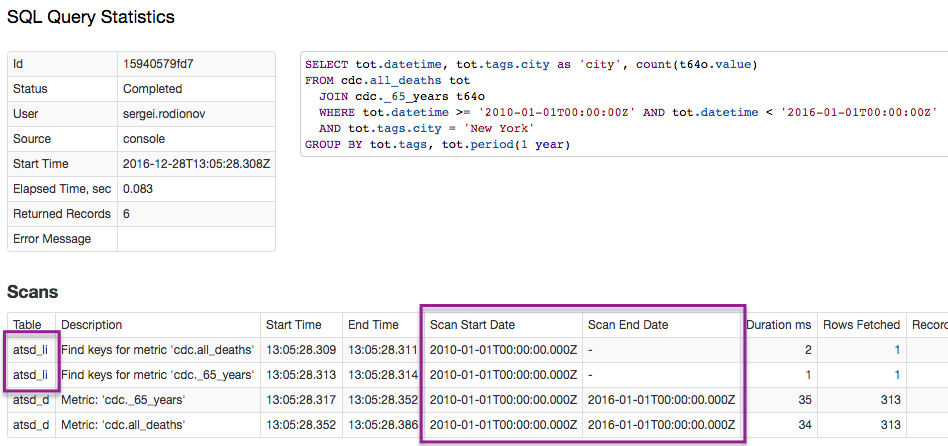 SQL Query Statistics
Id 15940579fd7
Status Completed
User sergei.rodionov
Source console
Start Time 2016-12-28T13:05:28.308Z
Elapsed Time, sec 0.083
Returned Records 6
Error Message
SELECT tot.datetime, tot.tags.city as 'city', count(t64o.value)
FROM cdc.all_deaths tot
JOIN cdc._65_years t64o
WHERE tot.datetime >= '2010-01-01T00:00:00Z' AND tot.datetime < '2016-01-01T00:00:00Z'
AND tot.tags.city = 'New York'
GROUP BY tot.tags, tot.period(1 year)
Scans
Table Description Start Time End Time Scan Start Date Scan End Date Duration ms Rows Fetched Record
atsd_li Find keys for metric 'cdc.all_deaths' 13:05:28.309 13:05:28.311 2010-01-01T00:00:00.000Z - 2 1
atsd_li Find keys for metric 'cdc._65_years' 13:05:28.313 13:05:28.314 2010-01-01T00:00:00.000Z - 1 1
atsd_d Metric: 'cdc._65_years' 13:05:28.317 13:05:28.352 2010-01-01T00:00:00.000Z 2016-01-01T00:00:00.000Z 35 313
atsd_d Metric: 'cdc.all_deaths' 13:05:28.352 13:05:28.386 2010-01-01T00:00:00.000Z 2016-01-01T00:00:00.000Z 34 313